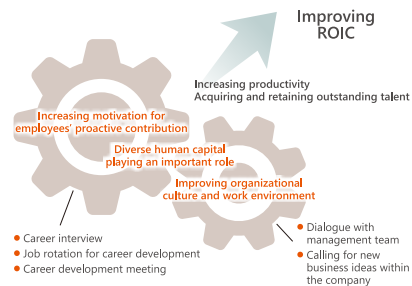 Improving
ROIC
Increasing productivity
Acquiring and retaining outstanding talent
Increasing motivation for
employees' proactive contribution
Diverse human capital
playing an important role
Improving organizational
culture and work environment
● Career interview
● Job rotation for career development
● Career development meeting
● Dialogue with
management team
● Calling for new
business ideas within
the company